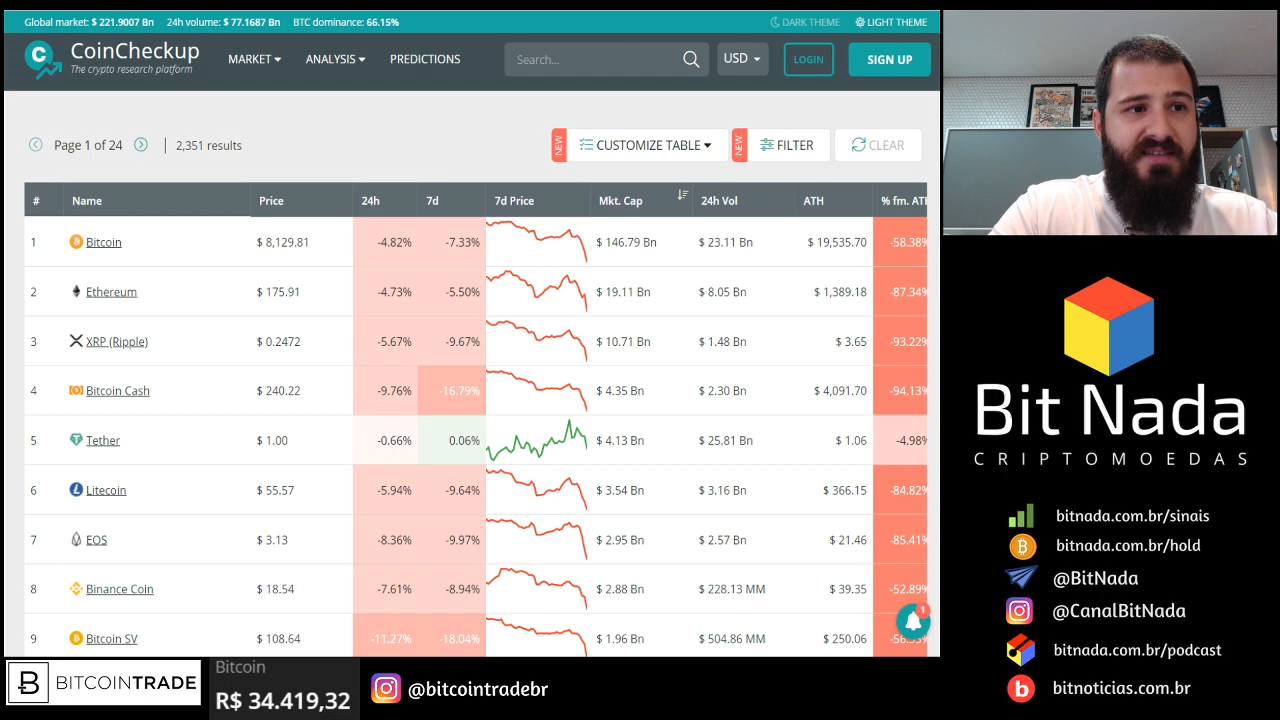 Global market: $ 221.9007 Bn 24h volume: $ 77.1687 Bn BTC dominance: 66.15% DARK THEME LIGHT THEME
CoinCheckup
The crypto research platform
MARKET ANALYSIS PREDICTIONS Search... USD LOGIN SIGN UP
Page 1 of 24 2,351 results NEW CUSTOMIZE TABLE NEW FILTER CLEAR
# Name Price 24h 7d 7d Price Mkt. Cap 24h Vol ATH % fm. ATH
1 Bitcoin $ 8,129.81 -4.82% -7.33% $ 146.79 Bn $ 23.11 Bn $ 19,535.70 -58.38%
2 Ethereum $ 175.91 -4.73% -5.50% $ 19.11 Bn $ 8.05 Bn $ 1,389.18 -87.34%
3 XRP (Ripple) $ 0.2472 -5.67% -9.67% $ 10.71 Bn $ 1.48 Bn $ 3.65 -93.22%
4 Bitcoin Cash $ 240.22 -9.76% -16.79% $ 4.35 Bn $ 2.30 Bn $ 4,091.70 -94.13%
5 Tether $ 1.00 -0.66% 0.06% $ 4.13 Bn $ 25.81 Bn $ 1.06 -4.98%
6 Litecoin $ 55.57 -5.94% -9.64% $ 3.54 Bn $ 3.16 Bn $ 366.15 -84.82%
7 EOS $ 3.13 -8.36% -9.97% $ 2.95 Bn $ 2.57 Bn $ 21.46 -85.41%
8 Binance Coin $ 18.54 -7.61% -8.94% $ 2.88 Bn $ 228.13 MM $ 39.35 -52.89%
9 Bitcoin SV $ 108.64 -11.27% -18.04% $ 1.96 Bn $ 504.86 MM $ 250.06
1
Bit Nada
CRIPTOMOEDAS
bitnada.com.br/sinais
bitnada.com.br/hold
@BitNada
@CanalBitNada
bitnada.com.br/podcast
bitnoticias.com.br
BITCOINTRADE
Bitcoin
R$ 34.419,32
@bitcointradebr